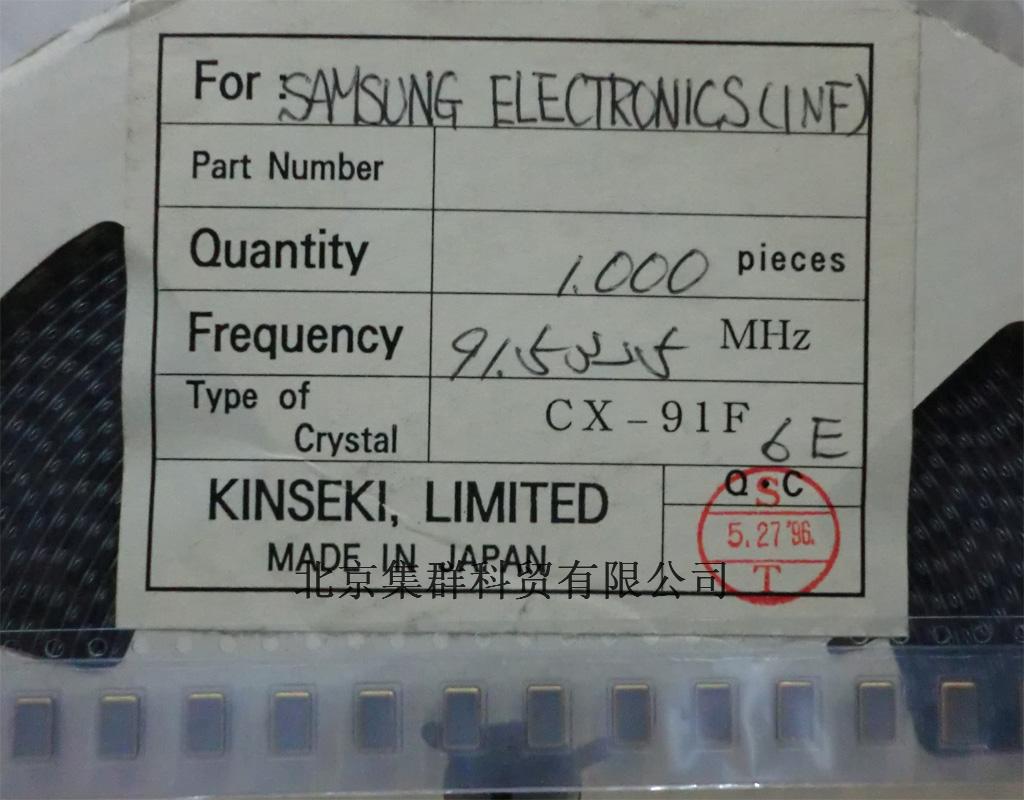 For : SAMSUNG ELECTRONICS (INF)
Part Number
Quantity 1.000 pieces
Frequency MHz
Type of Crystal CX-91F 6E
KINSEKI, LIMITED
MADE IN JAPAN
Q·C
S
5.27'96.
T
北京集群科贸有限公司